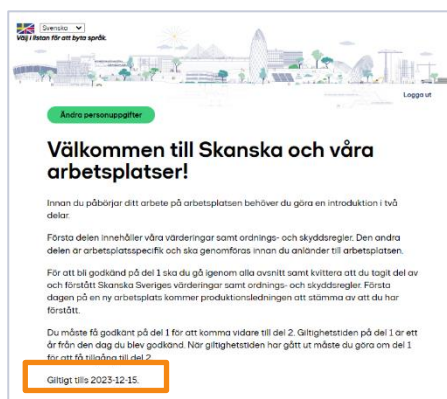 Svenska
Välj i listan för att byta språk.
Logga ut
Ändra personuppgifter
Välkommen till Skanska och våra
arbetsplatser!
Innan du påbörjar ditt arbete på arbetsplatsen behöver du göra en introduktion i två
delar.
Första delen innehåller våra värderingar samt ordnings- och skyddsregler. Den andra
delen är arbetsplatsspecifik och ska genomföras innan du anländer till arbetsplatsen.
För att bli godkänd på del 1 ska du gå igenom alla avsnitt samt kvittera att du tagit del av
och förstått Skanska Sveriges värderingar samt ordnings- och skyddsregler. Första
dagen på en ny arbetsplats kommer produktionsledningen att stämma av att du har
förstått.
Du måste få godkänt på del 1 för att komma vidare till del 2. Giltighetstiden på del 1 är ett
år från den dag du blev godkänd. När giltighetstiden har gått ut måste du göra om del 1
för att få tillgång till del 2.
Giltigt tills 2023-12-15.